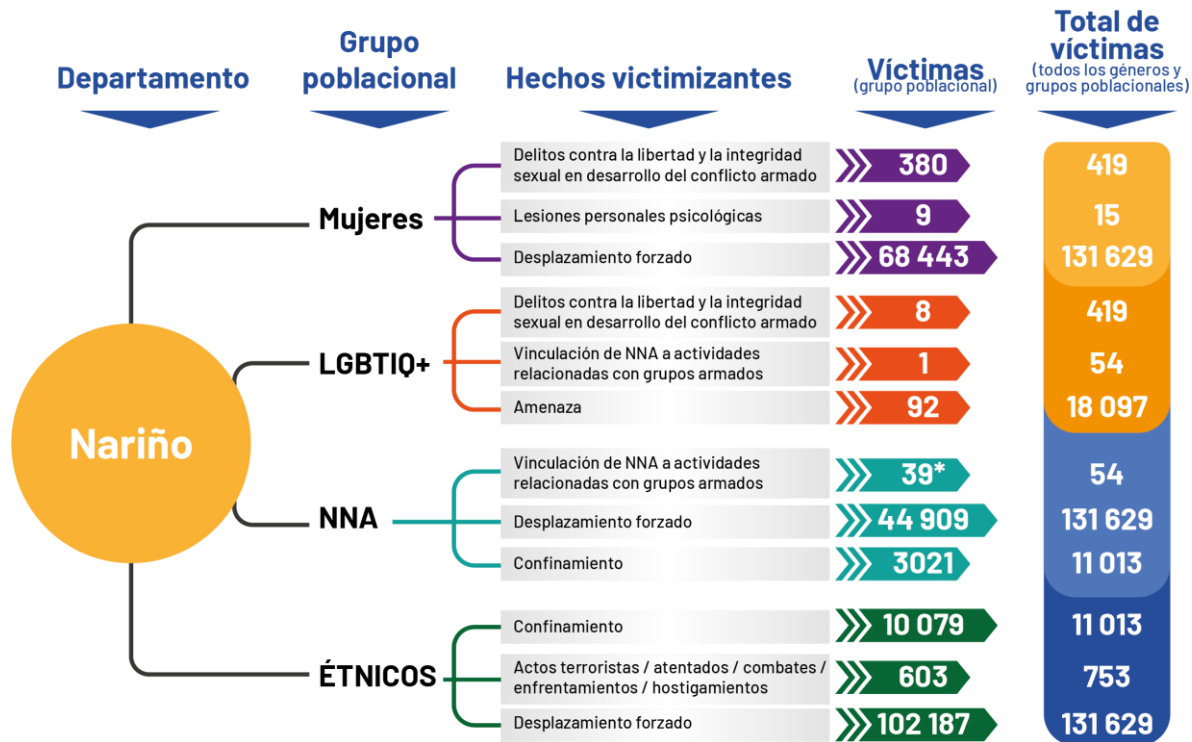 Departamento
Grupo
poblacional
Hechos victimizantes
Víctimas
(grupo poblacional)
Total de
víctimas
(todos los géneros y
grupos poblacionales)
Nariño
Mujeres
Delitos contra la libertad y la integridad
sexual en desarrollo del conflicto armado
380
419
Lesiones personales psicológicas
9
15
Desplazamiento forzado
68 443
131 629
LGBTIQ+
Delitos contra la libertad y la integridad
sexual en desarrollo del conflicto armado
8
419
Vinculación de NNA a actividades
relacionadas con grupos armados
1
54
Amenaza
92
18 097
NNA
Vinculación de NNA a actividades
relacionadas con grupos armados
39*
54
Desplazamiento forzado
44 909
131 629
Confinamiento
3021
11 013
ÉTNICOS
Confinamiento
10 079
11 013
Actos terroristas / atentados / combates /
enfrentamientos / hostigamientos
603
753
Desplazamiento forzado
102 187
131 629